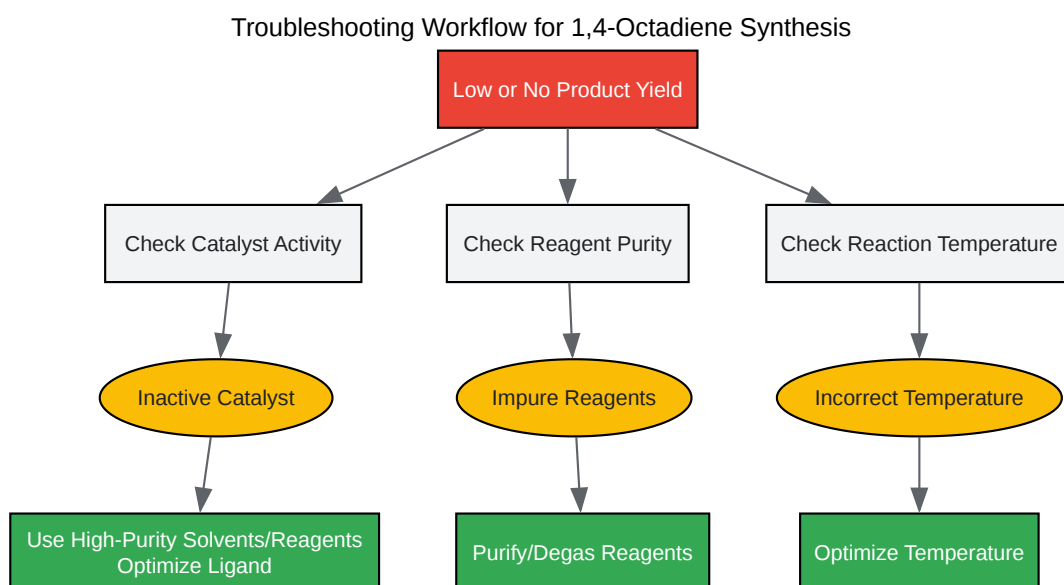 Troubleshooting Workflow for 1,4-Octadiene Synthesis
Low or No Product Yield
Check Catalyst Activity
Check Reagent Purity
Check Reaction Temperature
Inactive Catalyst
Impure Reagents
Incorrect Temperature
Use High-Purity Solvents/Reagents
Optimize Ligand
Purify/Degas Reagents
Optimize Temperature